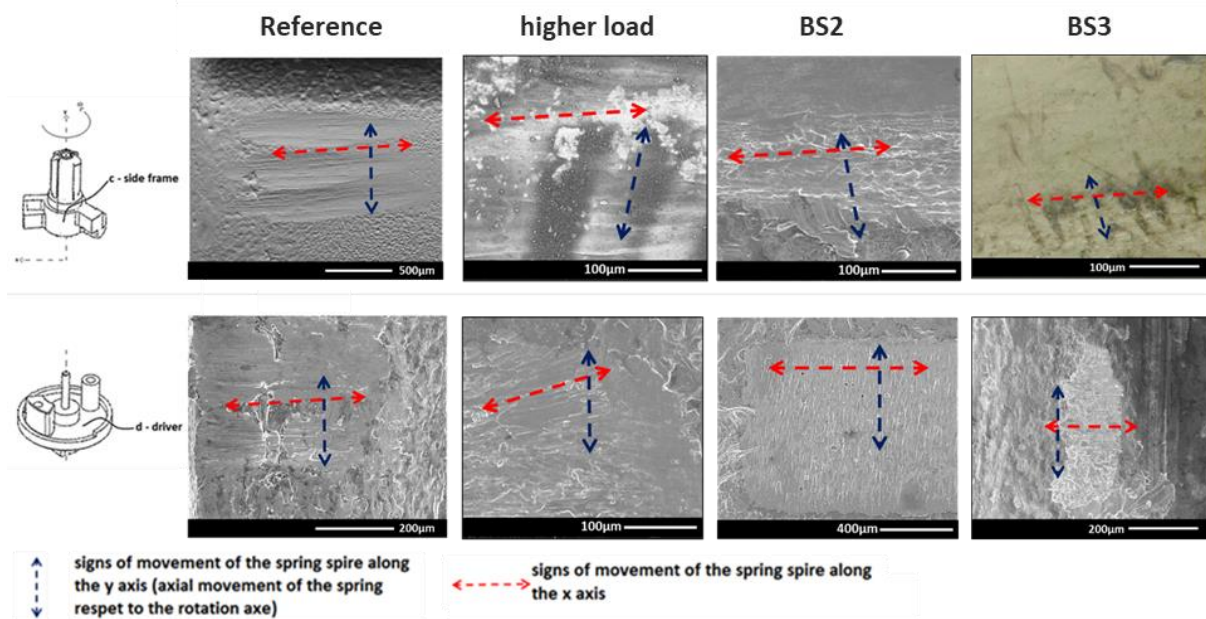 Reference
higher load
BS2
BS3
c - side frame
500μm
100μm
100μm
100μm
d - driver
200μm
100μm
400μm
200μm
signs of movement of the spring spire along
the y axis (axial movement of the spring
respet to the rotation axe)
signs of movement of the spring spire along
the x axis